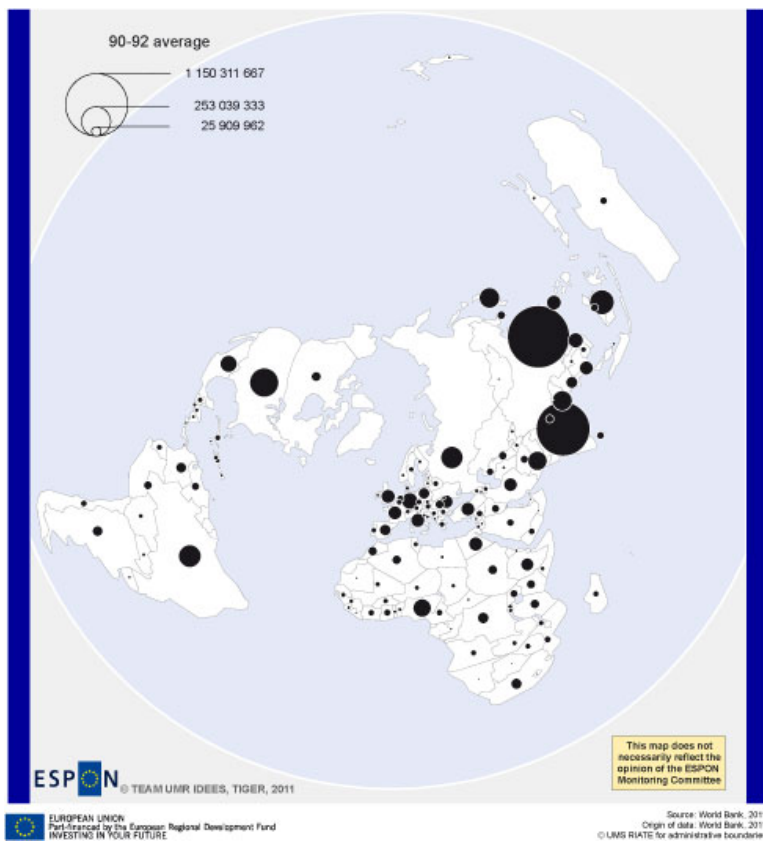 90-92 average
1 150 311 667
253 039 333
25 909 962
ESPON
© TEAM UMR IDEES, TIGER, 2011
This map does not
necessarily reflect the
opinion of the ESPON
Monitoring Committee
EUROPEAN UNION
Part-financed by the European Regional Development Fund
INVESTING IN YOUR FUTURE
Source: World Bank, 201
Origin of data: World Bank, 201
© UMS RIATE for administrative boundarie